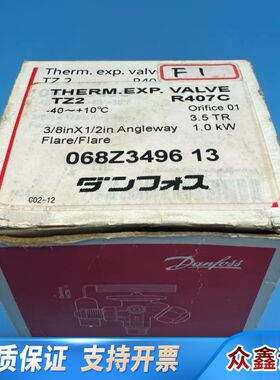 Therm. exp. valv
F1
TZ 2
R40
THERM.EXP. VALVE
TZ2 R407C
-40~+10°C Orifice 01
3.5 TR
3/8inX1/2in Angleway 1.0 kW
Flare/Flare
068Z3496 13
ダンフォス
C02-12
Danfoss
质保证 支持开票 众鑫